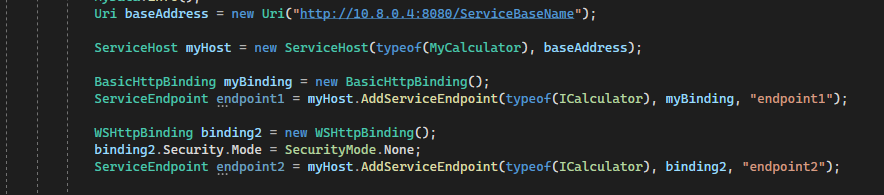 Uri baseAddress = new Uri("http://10.8.0.4:8080/ServiceBaseName");
ServiceHost myHost = new ServiceHost(typeof(MyCalculator), baseAddress);
BasicHttpBinding myBinding = new BasicHttpBinding();
ServiceEndpoint endpoint1 = myHost.AddServiceEndpoint(typeof(ICalculator), myBinding, "endpoint1");
WSHttpBinding binding2 = new WSHttpBinding();
binding2.Security.Mode = SecurityMode.None;
ServiceEndpoint endpoint2 = myHost.AddServiceEndpoint(typeof(ICalculator), binding2, "endpoint2");